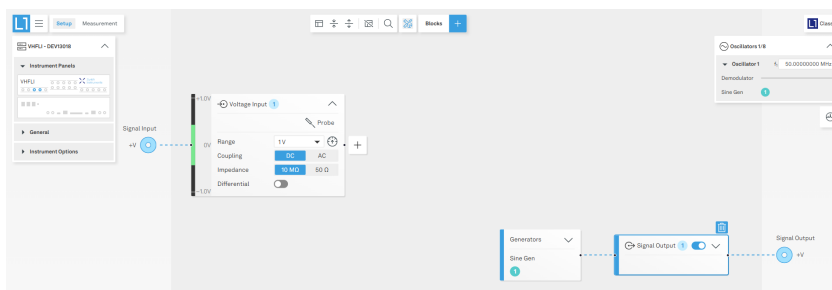 Setup Measurement
Blocks +
Class
VHFLI - DEV13018
Instrument Panels
VHFLI
General
Instrument Options
Oscillators 1/8
Oscillator 1 50.00000000 MHz
Demodulator
Sine Gen 1
Signal Input
+V
+1.0V
0V
−1.0V
Voltage Input 1
Probe
Range 1 V
Coupling DC AC
Impedance 10 MΩ 50 Ω
Differential
+
Generators
Sine Gen
1
Signal Output 1
Signal Output
+V